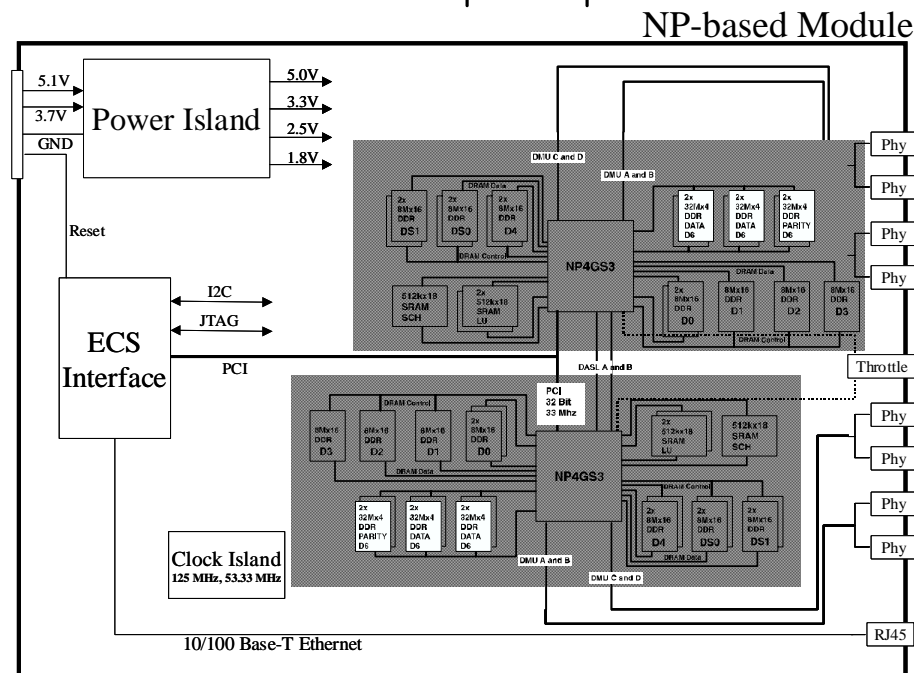 NP-based Module
5.1V
3.7V
GND
Power Island
5.0V
3.3V
2.5V
1.8V
Reset
ECS
Interface
I2C
JTAG
PCI
DMU C and D
DMU A and B
DRAM Data
2x
8Mx16
DDR
DS1
2x
8Mx16
DDR
DS0
2x
8Mx16
DDR
D4
DRAM Control
512kx18
SRAM
SCH
2x
512kx18
SRAM
LU
NP4GS3
2x
32Mx4
DDR
DATA
D6
2x
32Mx4
DDR
DATA
D6
2x
32Mx4
DDR
PARITY
D6
DRAM Data
2x
8Mx16
DDR
D0
8Mx16
DDR
D1
8Mx16
DDR
D2
8Mx16
DDR
D3
DRAM Control
Phy
Phy
Phy
Phy
Throttle
DASL A and B
PCI
32 Bit
33 Mhz
DRAM Control
8Mx16
DDR
D3
8Mx16
DDR
D2
8Mx16
DDR
D1
2x
8Mx16
DDR
D0
DRAM Data
2x
32Mx4
DDR
PARITY
D6
2x
32Mx4
DDR
DATA
D6
2x
32Mx4
DDR
DATA
D6
NP4GS3
2x
512kx18
SRAM
LU
512kx18
SRAM
SCH
DRAM Control
2x
8Mx16
DDR
D4
2x
8Mx16
DDR
DS0
2x
8Mx16
DDR
DS1
DRAM Data
DMU A and B
DMU C and D
Phy
Phy
Phy
Phy
Clock Island
125 MHz, 53.33 MHz
10/100 Base-T Ethernet
RJ45